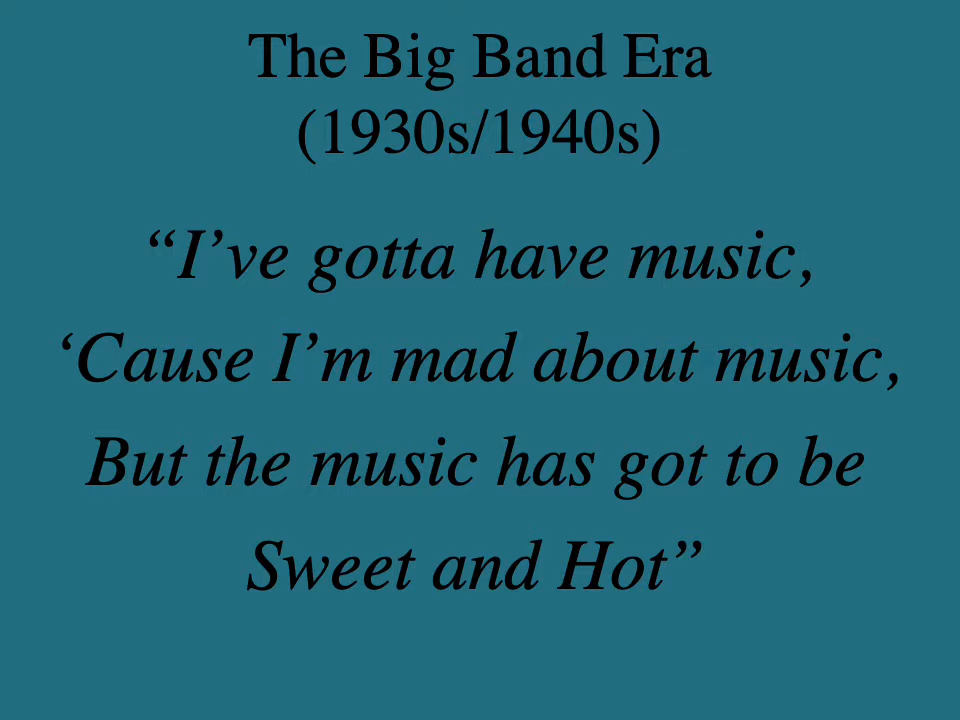 The Big Band Era
(1930s/1940s)
“I’ve gotta have music,
‘Cause I’m mad about music,
But the music has got to be
Sweet and Hot”